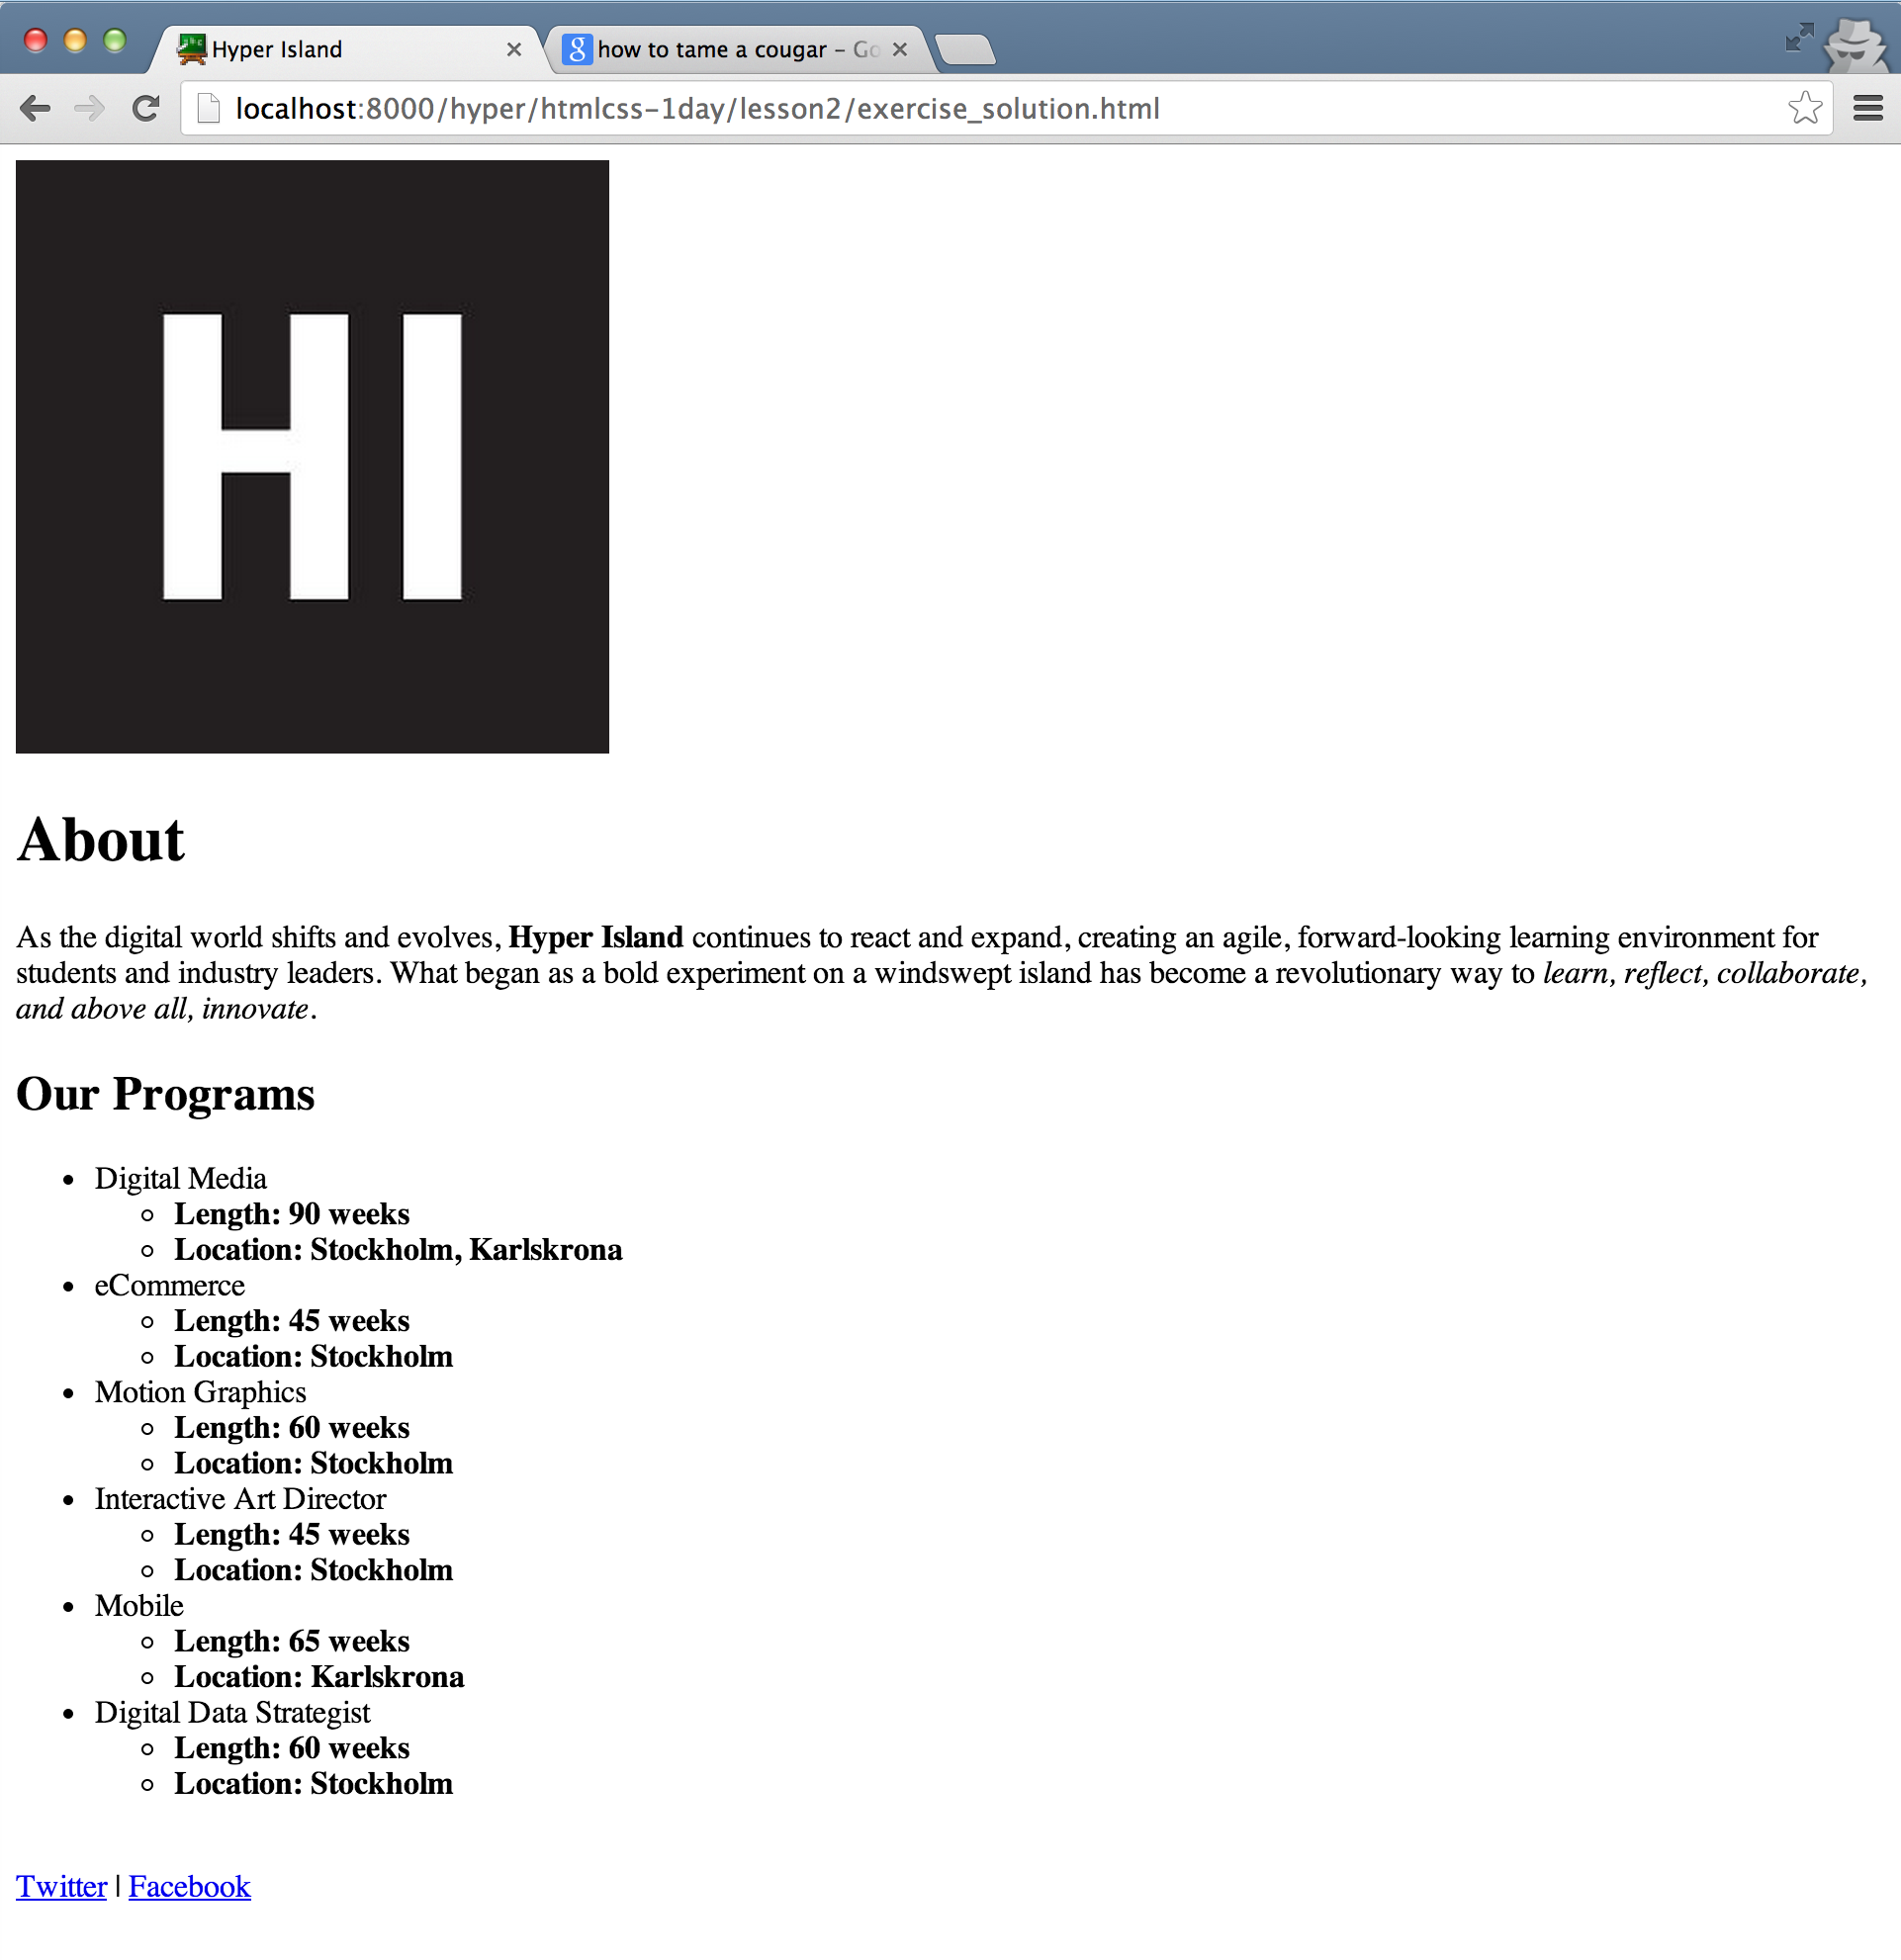 Hyper Island
how to tame a cougar – Go
localhost:8000/hyper/htmlcss-1day/lesson2/exercise_solution.html
HI
About
As the digital world shifts and evolves, Hyper Island continues to react and expand, creating an agile, forward-looking learning environment for
students and industry leaders. What began as a bold experiment on a windswept island has become a revolutionary way to learn, reflect, collaborate,
and above all, innovate.
Our Programs
Digital Media
Length: 90 weeks
Location: Stockholm, Karlskrona
eCommerce
Length: 45 weeks
Location: Stockholm
Motion Graphics
Length: 60 weeks
Location: Stockholm
Interactive Art Director
Length: 45 weeks
Location: Stockholm
Mobile
Length: 65 weeks
Location: Karlskrona
Digital Data Strategist
Length: 60 weeks
Location: Stockholm
Twitter | Facebook